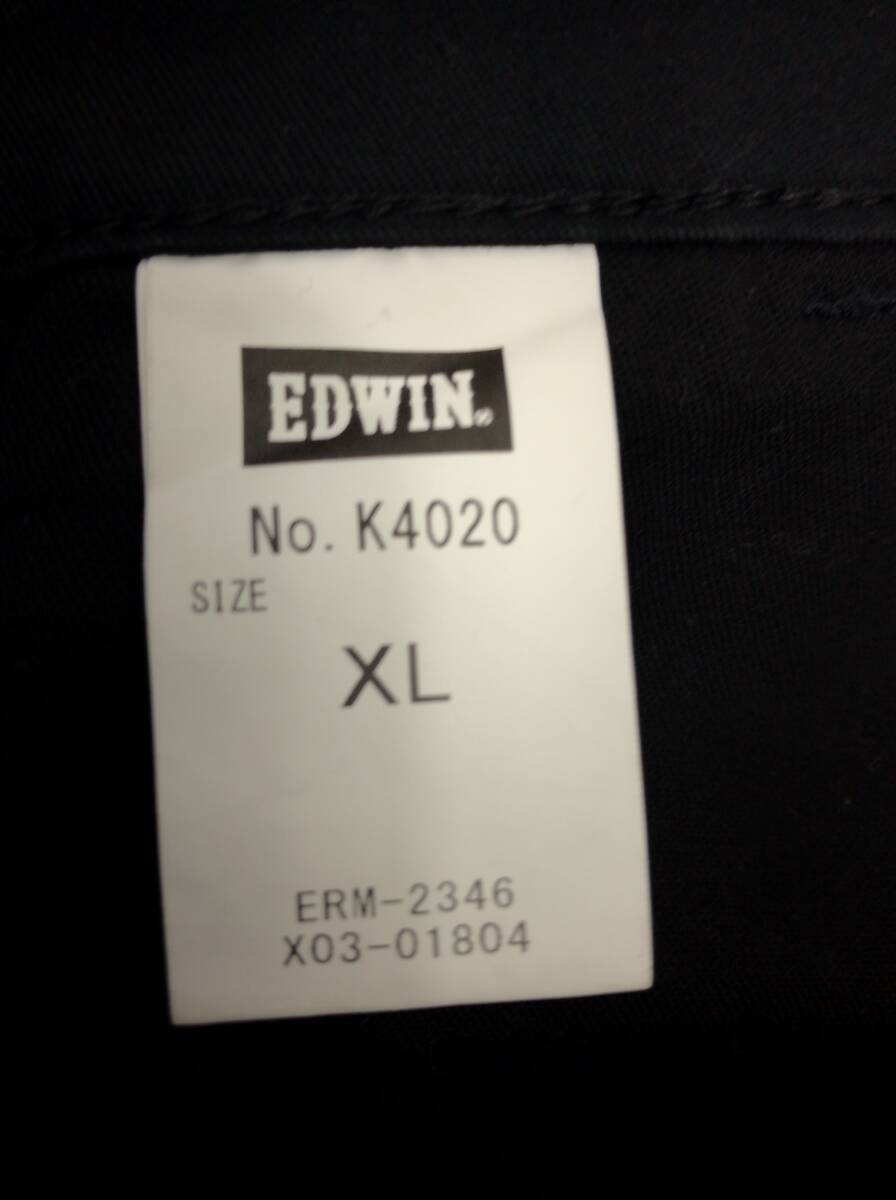 EDWIN®
No. K4020
SIZE
XL
ERM-2346
X03-01804